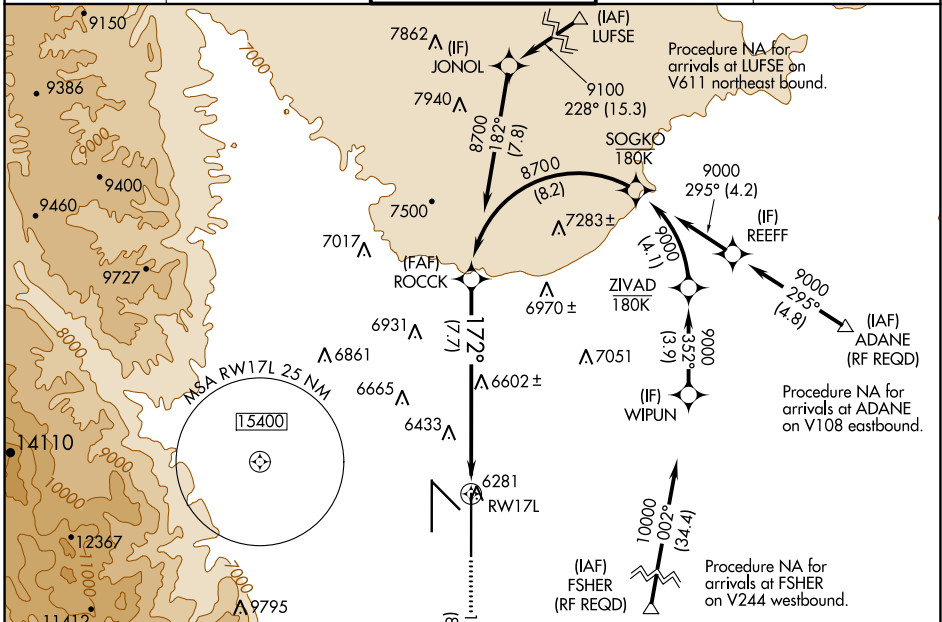 9150
7862
(IF)
JONOL
(IAF)
LUFSE
Procedure NA for
arrivals at LUFSE on
V611 northeast bound.
7000
9386
9100
228° (15.3)
7940
8700
182°
(7.8)
9000
SOGKO
180K
9400
8700
(8.2)
9000
295° (4.2)
9460
7500
7283 ±
(IF)
REEFF
7017
9000
(4.1)
9727
(FAF)
ROCCK
6970 ±
ZIVAD
180K
9000
295°
(4.8)
(IAF)
ADANE
(RF REQD)
172°
(7.7)
6931
9000
352°
(3.9)
8000
6861
7051
MSA RW17L 25 NM
6665
6602 ±
(IF)
WIPUN
Procedure NA for
arrivals at ADANE
on V108 eastbound.
15400
6433
14110
9000
6281
RW17L
10000
10000
002°
(34.4)
12367
11000
7000
(IAF)
FSHER
(RF REQD)
Procedure NA for
arrivals at FSHER
on V244 westbound.
9795
11412